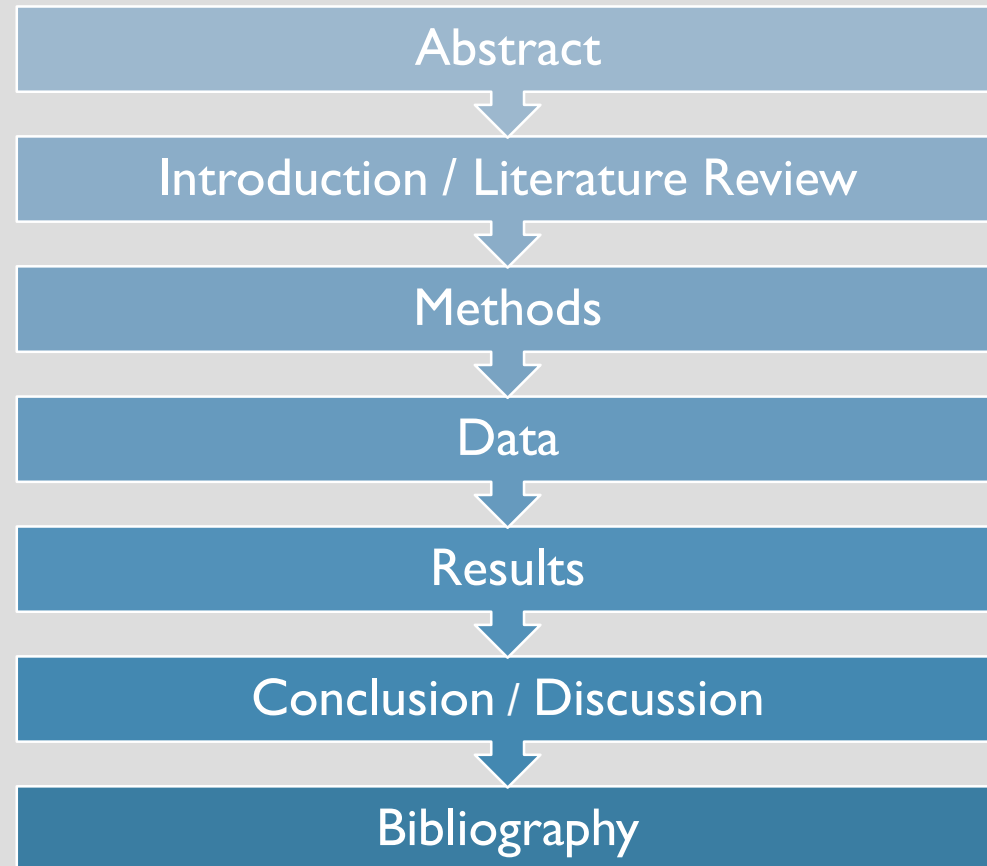 Abstract
Introduction / Literature Review
Methods
Data
Results
Conclusion / Discussion
Bibliography